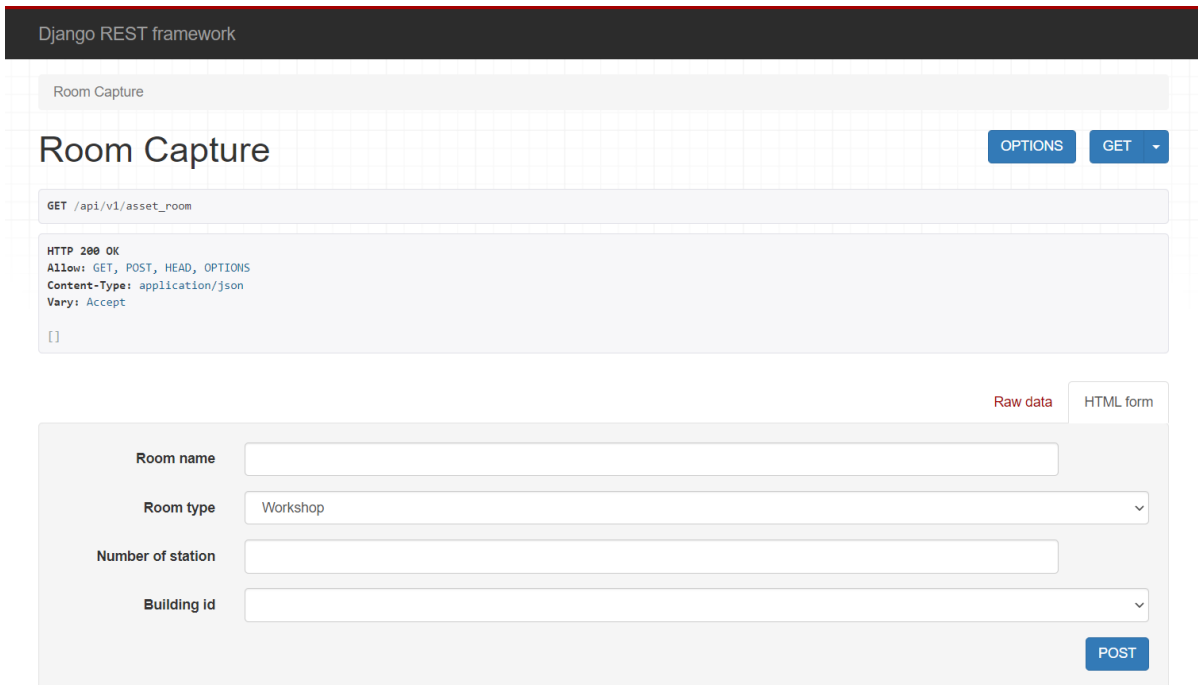 Django REST framework
Room Capture
Room Capture
OPTIONS
GET
GET /api/v1/asset_room
HTTP 200 OK
Allow: GET, POST, HEAD, OPTIONS
Content-Type: application/json
Vary: Accept
[]
Raw data
HTML form
Room name
Room type
Workshop
Number of station
Building id
POST